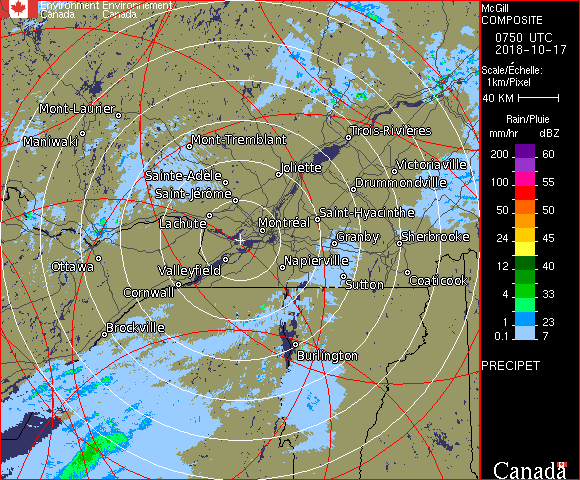 Environment Environnement
Canada Canada
McGill
COMPOSITE
0750 UTC
2018-10-17
Scale/Échelle:
1km/Pixel
40 KM
Rain/Pluie
mm/hr dBZ
200 60
100 55
50 50
24 45
12 40
4 33
1 23
0.1 7
PRECIPET
Canada
Mont-Laurier
Maniwaki
Mont-Tremblant
Trois-Rivières
Joliette
Victoriaville
Sainte-Adèle
Drummondville
Saint-Jérôme
Lachute
Saint-Hyacinthe
Montréal
Granby
Sherbrooke
Ottawa
Valleyfield
Napierville
Sutton
Coaticook
Cornwall
Brockville
Burlington